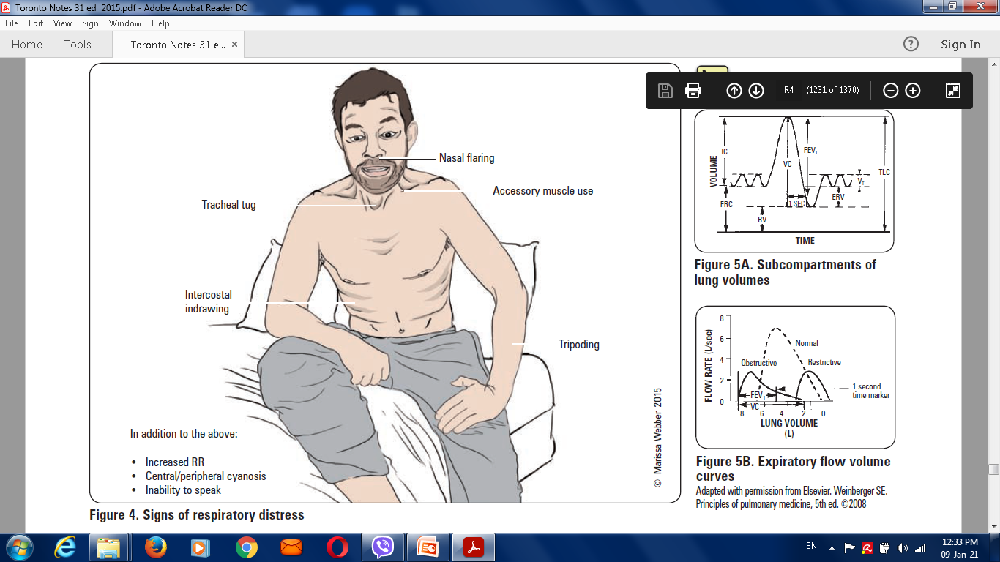 Toronto Notes 31 ed 2015.pdf - Adobe Acrobat Reader DC
File Edit View Sign Window Help
Home Tools Toronto Notes 31 e... × ? Sign In
R4 (1231 of 1370)
Nasal flaring
Accessory muscle use
Tracheal tug
Intercostal
indrawing
Tripoding
In addition to the above:
• Increased RR
• Central/peripheral cyanosis
• Inability to speak
© Marissa Webber 2015
Figure 4. Signs of respiratory distress
VOLUME
IC
FRC
VC
RV
FEV1
1 SEC
ERV
VT
TLC
TIME
Figure 5A. Subcompartments of
lung volumes
FLOW RATE (L/sec)
8
6
4
2
0
Normal
Obstructive
Restrictive
FEV1
VC
1 second
time marker
8 6 4 2 0
LUNG VOLUME
(L)
Figure 5B. Expiratory flow volume
curves
Adapted with permission from Elsevier. Weinberger SE.
Principles of pulmonary medicine, 5th ed. ©2008
EN
12:33 PM
09-Jan-21